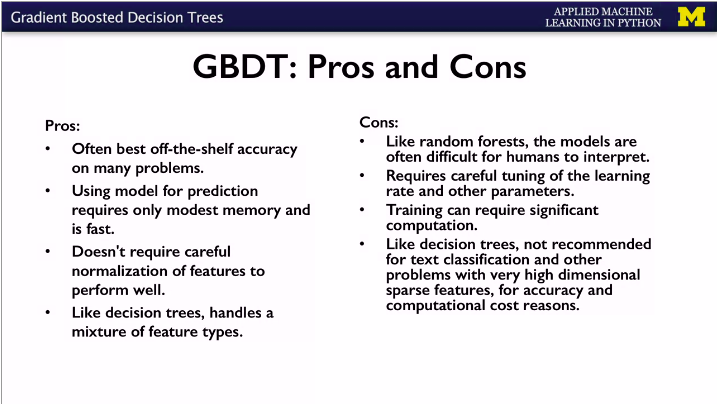 Gradient Boosted Decision Trees
APPLIED MACHINE
LEARNING IN PYTHON
M
GBDT: Pros and Cons
Pros:
• Often best off-the-shelf accuracy
on many problems.
• Using model for prediction
requires only modest memory and
is fast.
• Doesn't require careful
normalization of features to
perform well.
• Like decision trees, handles a
mixture of feature types.
Cons:
• Like random forests, the models are
often difficult for humans to interpret.
• Requires careful tuning of the learning
rate and other parameters.
• Training can require significant
computation.
• Like decision trees, not recommended
for text classification and other
problems with very high dimensional
sparse features, for accuracy and
computational cost reasons.